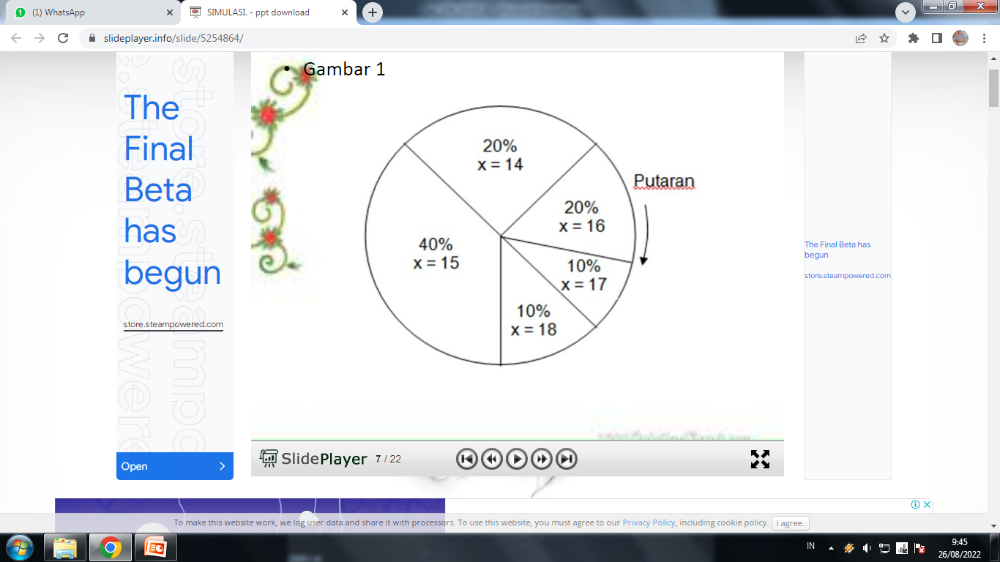 (1) WhatsApp
SIMULASI. - ppt download
slideplayer.info/slide/5254864/
The
Final
Beta
has
begun
store.steampowered.com
Open
• Gambar 1
20%
x = 14
Putaran
20%
x = 16
40%
x = 15
10%
x = 17
10%
x = 18
SlidePlayer 7 / 22
The Final Beta has
begun
store.steampowered.com
To make this website work, we log user data and share it with processors. To use this website, you must agree to our Privacy Policy, including cookie policy. I agree.
IN
9:45
26/08/2022